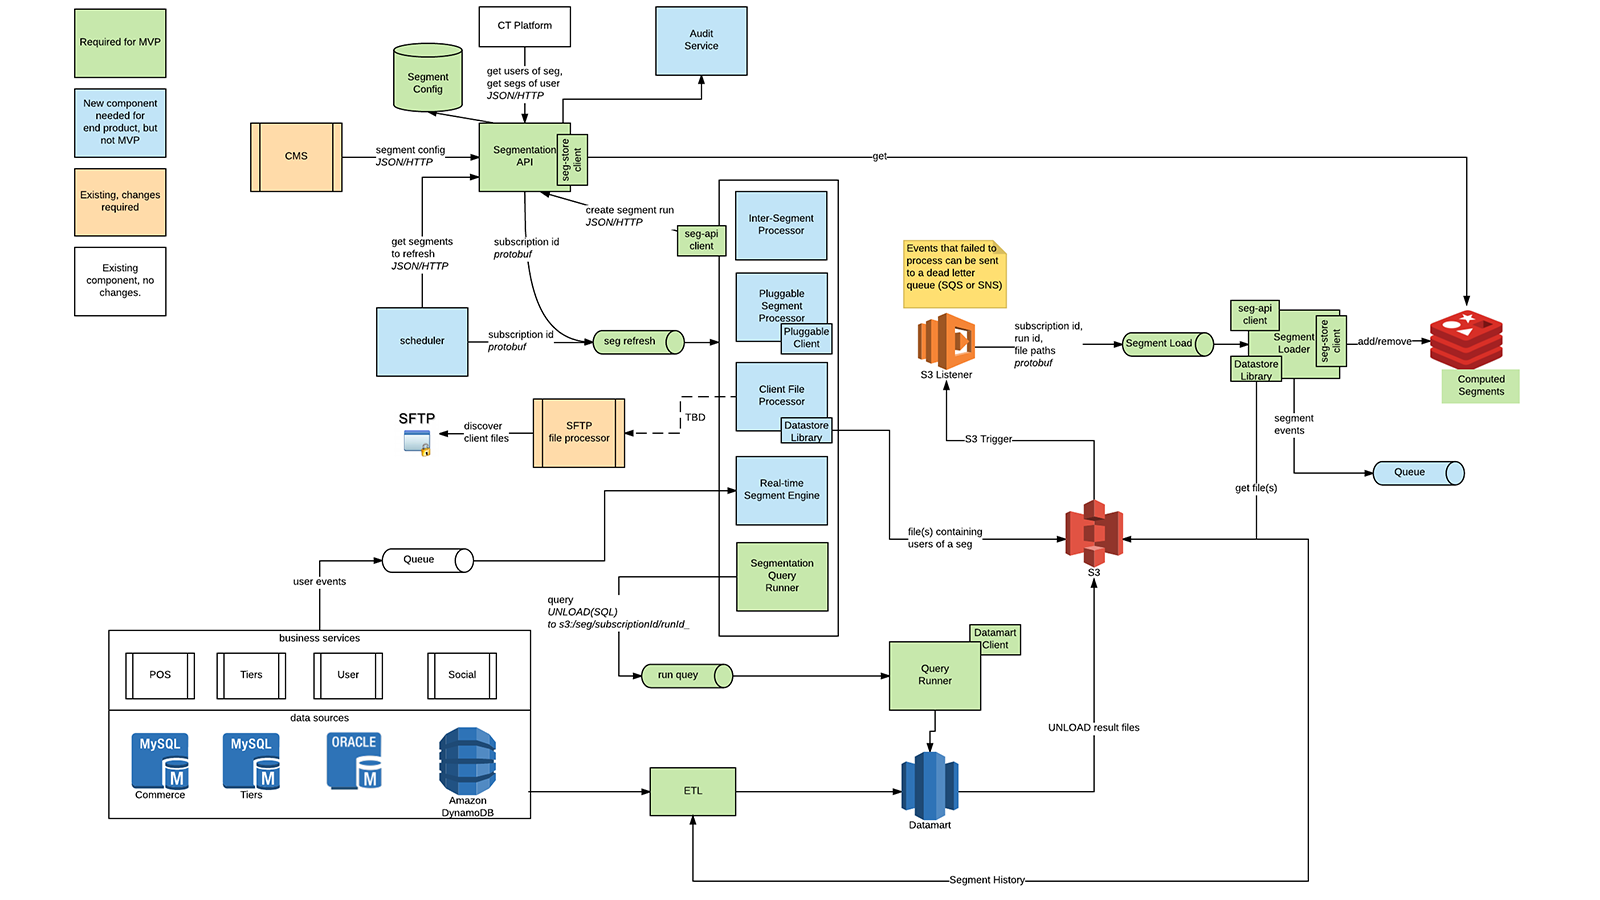 Required for MVP
New component
needed for
end product, but
not MVP
Existing, changes
required
Existing
component, no
changes.
CT Platform
Audit
Service
Segment
Config
get users of seg,
get segs of user
JSON/HTTP
CMS
segment config
JSON/HTTP
Segmentation
API
seg-store
client
get
create segment run
JSON/HTTP
seg-api
client
get segments
to refresh
JSON/HTTP
subscription id
protobuf
scheduler
subscription id
protobuf
seg refresh
Inter-Segment
Processor
Pluggable
Segment
Processor
Pluggable
Client
Client File
Processor
Datastore
Library
Real-time
Segment Engine
Segmentation
Query
Runner
TBD
SFTP
file processor
discover
client files
SFTP
Events that failed to
process can be sent
to a dead letter
queue (SQS or SNS)
S3 Listener
subscription id,
run id,
file paths
protobuf
Segment Load
seg-api
client
Segment
Loader
seg-store
client
Datastore
Library
add/remove
Computed
Segments
segment
events
Queue
get file(s)
S3 Trigger
file(s) containing
users of a seg
S3
Queue
user events
query
UNLOAD(SQL)
to s3:/seg/subscriptionId/runId_
run quey
Datamart
Client
Query
Runner
UNLOAD result files
business services
POS
Tiers
User
Social
data sources
MySQL
M
Commerce
MySQL
M
Tiers
ORACLE
M
Amazon
DynamoDB
ETL
Datamart
Segment History